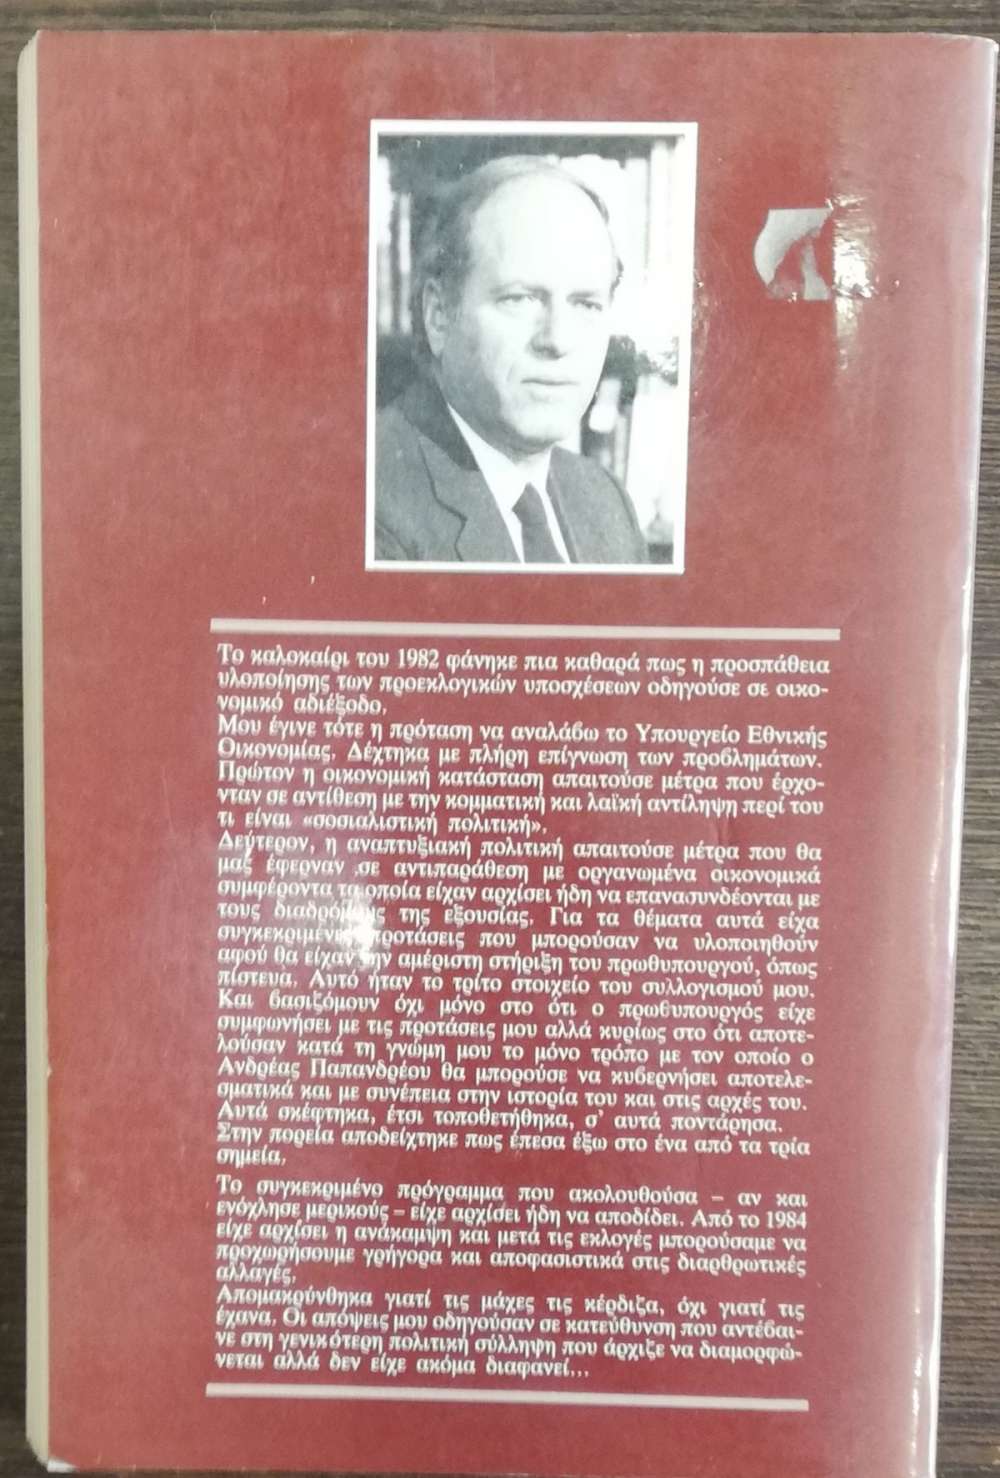 Το καλοκαίρι του 1982 φάνηκε πια καθαρά πως η προσπάθεια
υλοποίησης των προεκλογικών υποσχέσεων οδηγούσε σε οικο-
νομικό αδιέξοδο.
Μου έγινε τότε η πρόταση να αναλάβω το Υπουργείο Εθνικής
Οικονομίας. Δέχτηκα με πλήρη επίγνωση των προβλημάτων.
Πρώτον η οικονομική κατάσταση απαιτούσε μέτρα που έρχο-
νταν σε αντίθεση με την κομματική και λαϊκή αντίληψη περί του
τι είναι «σοσιαλιστική πολιτική».
Δεύτερον, η αναπτυξιακή πολιτική απαιτούσε μέτρα που θα
μας έφερναν σε αντιπαράθεση με οργανωμένα οικονομικά
συμφέροντα τα οποία είχαν αρχίσει ήδη να επανασυνδέονται με
τους διαδρόμους της εξουσίας. Για τα θέματα αυτά είχα
συγκεκριμένες προτάσεις που μπορούσαν να υλοποιηθούν
αφού θα είχαν την αμέριστη στήριξη του πρωθυπουργού, όπως
πίστευα. Αυτό ήταν το τρίτο στοιχείο του συλλογισμού μου.
Και βασιζόμουν όχι μόνο στο ότι ο πρωθυπουργός είχε
συμφωνήσει με τις προτάσεις μου αλλά κυρίως στο ότι αποτε-
λούσαν κατά τη γνώμη μου το μόνο τρόπο με τον οποίο ο
Ανδρέας Παπανδρέου θα μπορούσε να κυβερνήσει αποτελε-
σματικά και με συνέπεια στην ιστορία του και στις αρχές του.
Αυτά σκέφτηκα, έτσι τοποθετήθηκα, σ' αυτά ποντάρησα.
Στην πορεία αποδείχτηκε πως έπεσα έξω στο ένα από τα τρία
σημεία.
Το συγκεκριμένο πρόγραμμα που ακολουθούσα – αν και
ενόχλησε μερικούς – είχε αρχίσει ήδη να αποδίδει. Από το 1984
είχε αρχίσει η ανάκαμψη και μετά τις εκλογές μπορούσαμε να
προχωρήσουμε γρήγορα και αποφασιστικά στις διαρθρωτικές
αλλαγές.
Απομακρύνθηκα γιατί τις μάχες τις κέρδιζα, όχι γιατί τις
έχανα. Οι απόψεις μου οδηγούσαν σε κατεύθυνση που αντέβαι-
νε στη γενικότερη πολιτική σύλληψη που άρχιζε να διαμορφώ-
νεται αλλά δεν είχε ακόμα διαφανεί...